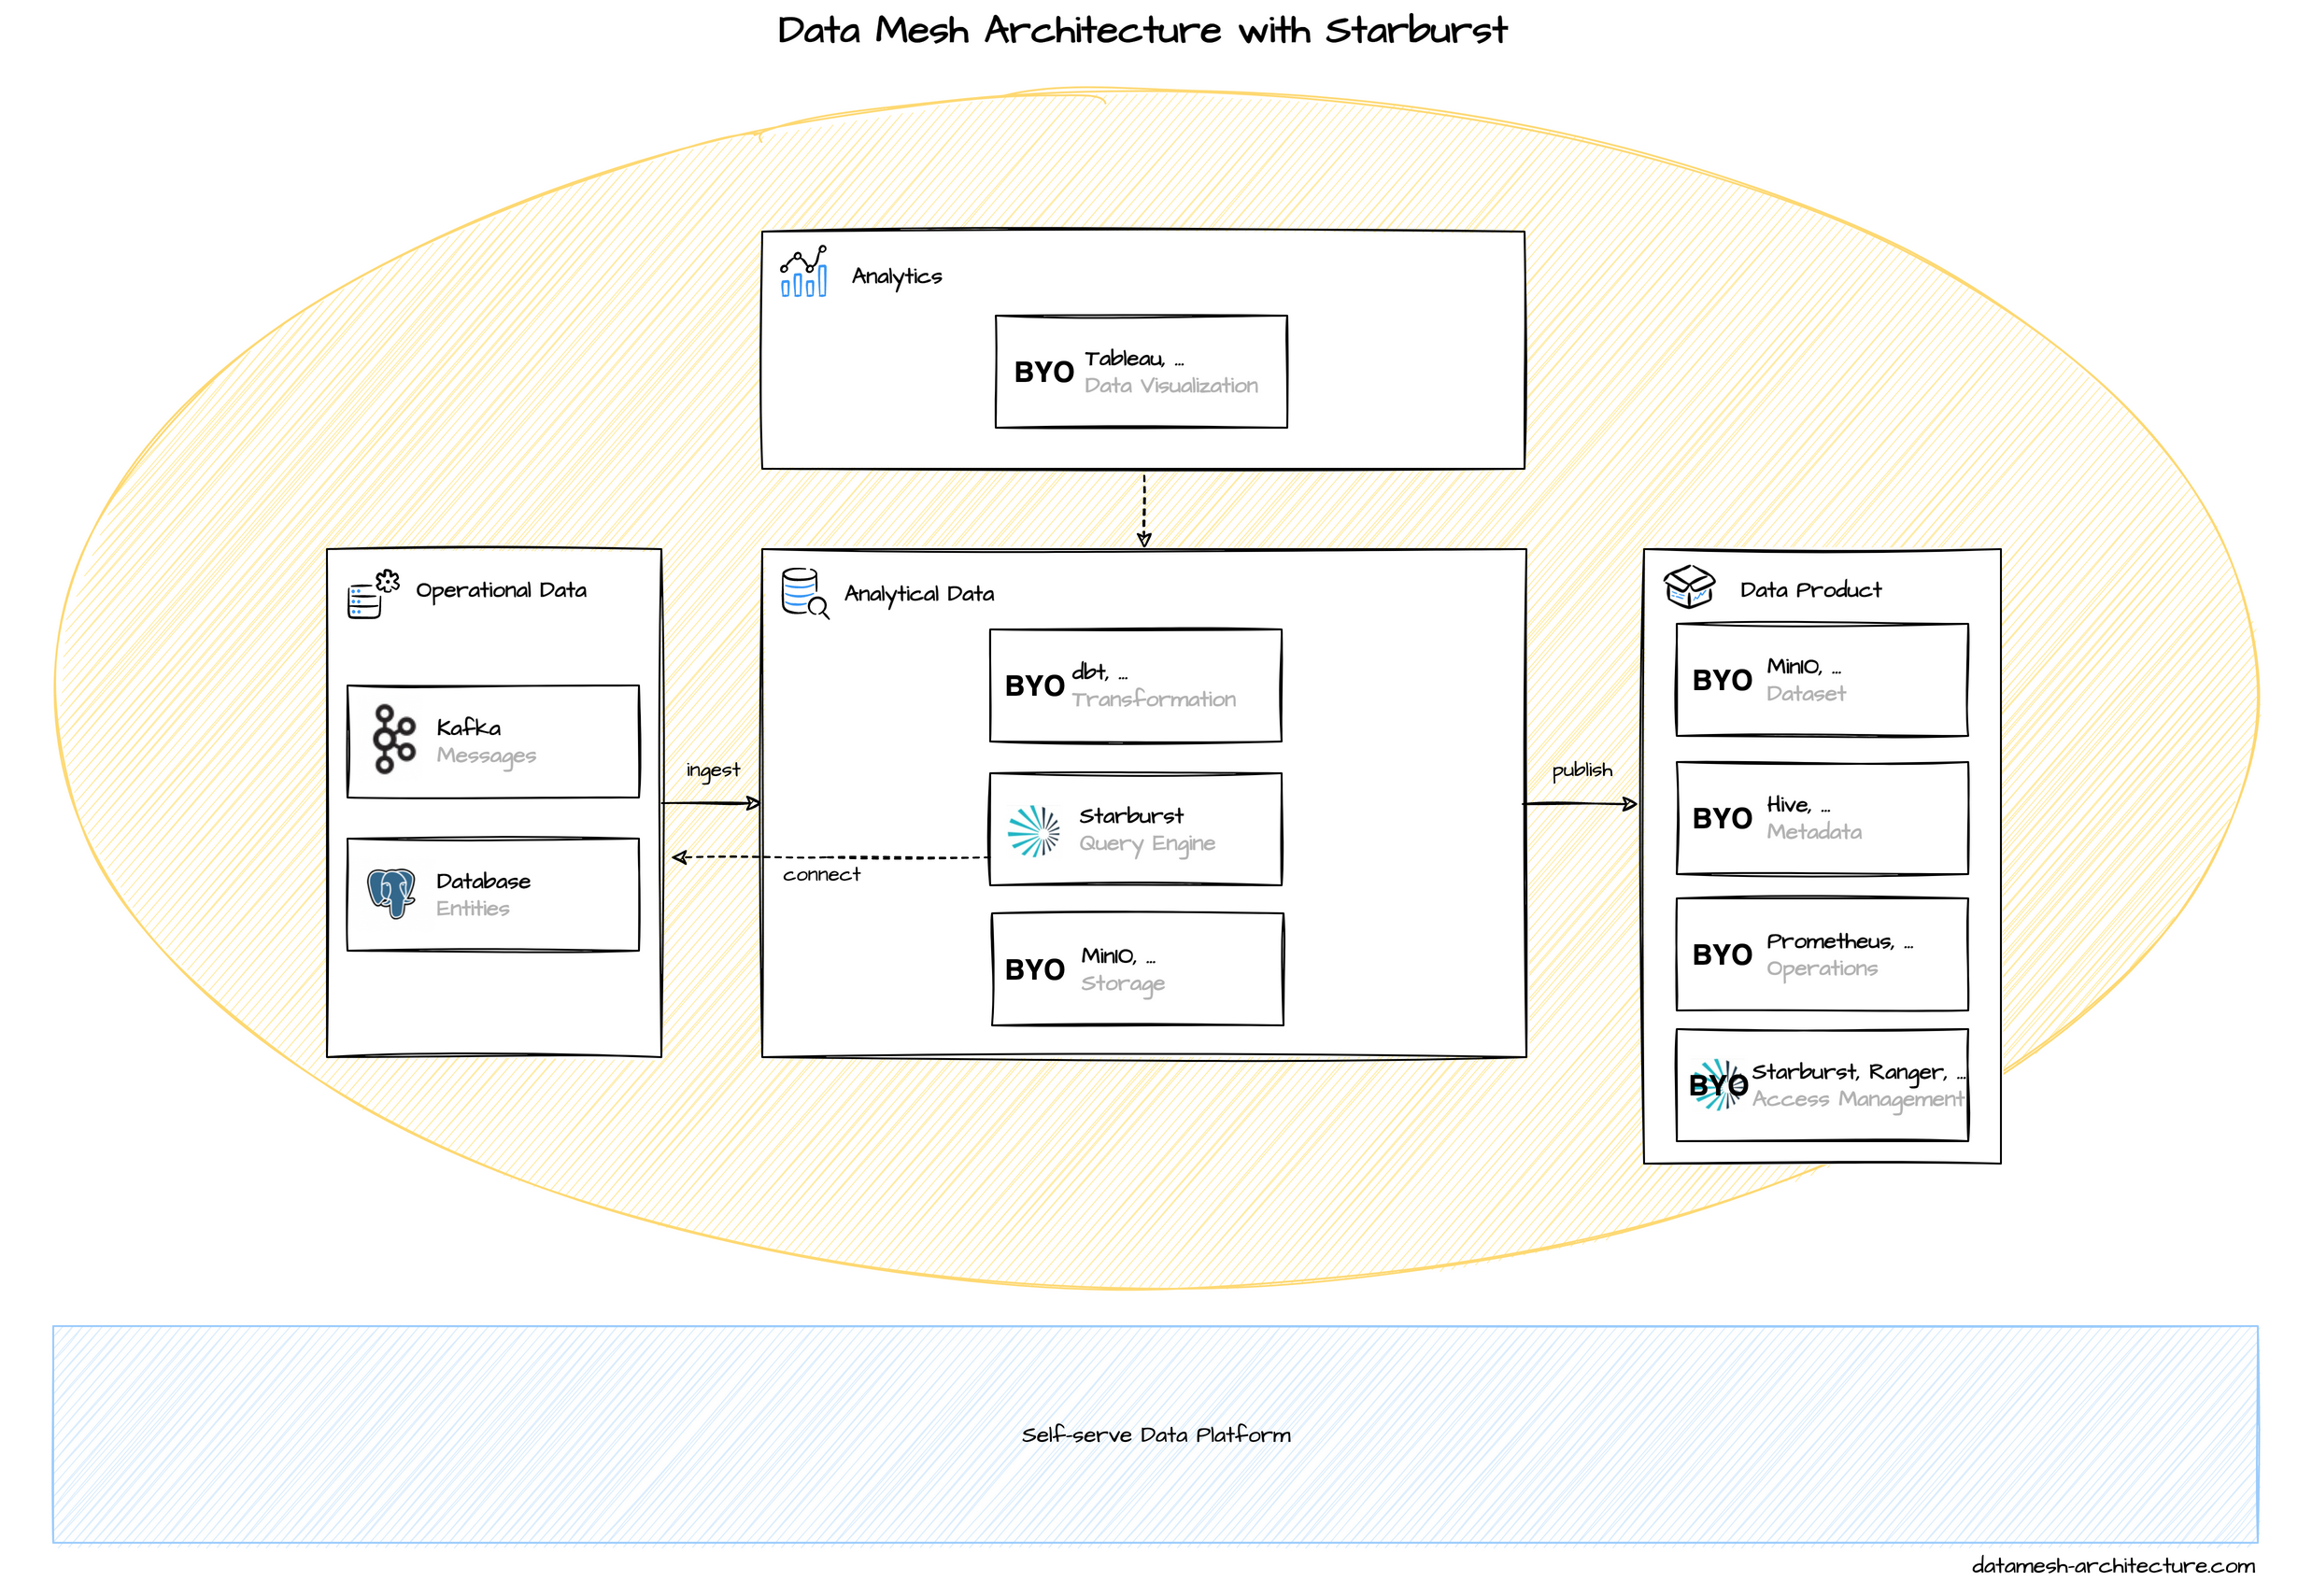 Data Mesh Architecture with Starburst
Analytics
BYO
Tableau, ...
Data Visualization
Operational Data
Kafka
Messages
Database
Entities
ingest
connect
Analytical Data
BYO
dbt, ...
Transformation
Starburst
Query Engine
BYO
MinIO, ...
Storage
publish
Data Product
BYO
MinIO, ...
Dataset
BYO
Hive, ...
Metadata
BYO
Prometheus, ...
Operations
BYO
Starburst, Ranger, ...
Access Management
Self-serve Data Platform
datamesh-architecture.com